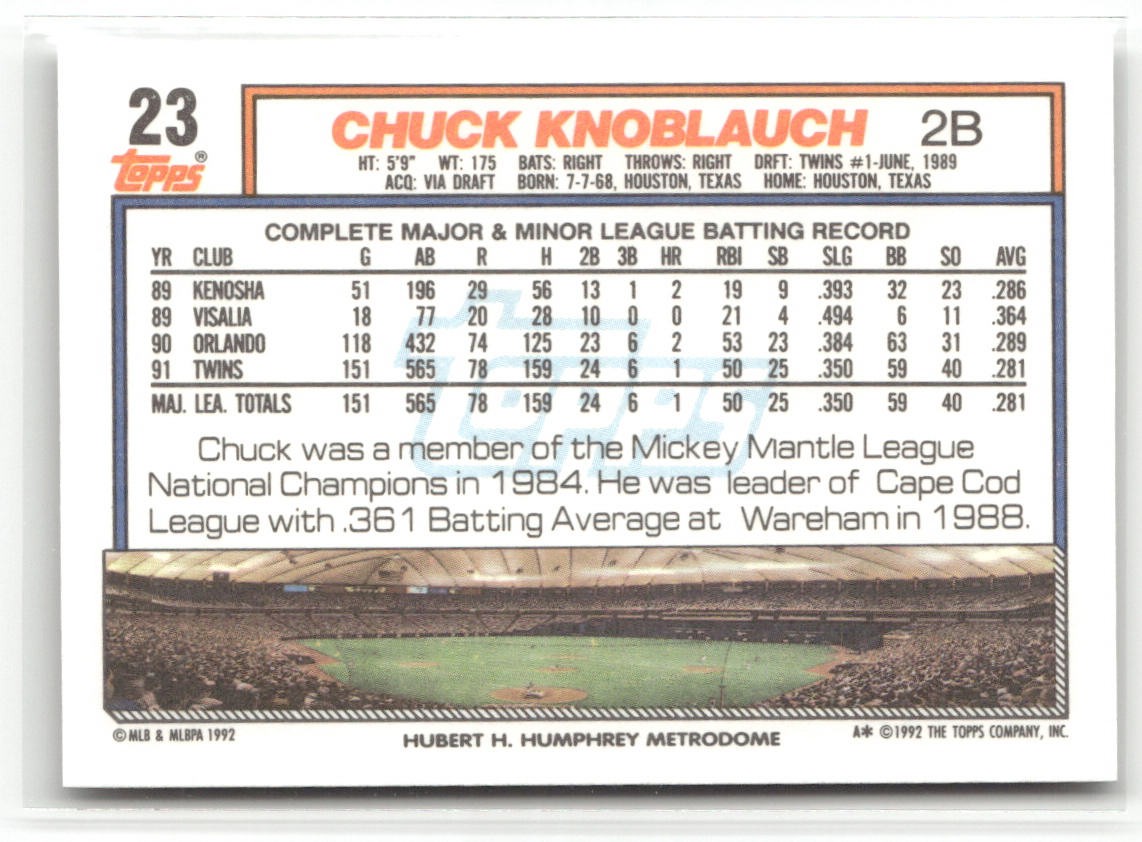 23
topps®
CHUCK KNOBLAUCH 2B
HT: 5'9" WT: 175 BATS: RIGHT THROWS: RIGHT DRFT: TWINS #1-JUNE, 1989
ACQ: VIA DRAFT BORN: 7-7-68, HOUSTON, TEXAS HOME: HOUSTON, TEXAS
COMPLETE MAJOR & MINOR LEAGUE BATTING RECORD
YR CLUB G AB R H 2B 3B HR RBI SB SLG BB SO AVG
89 KENOSHA 51 196 29 56 13 1 2 19 9 .393 32 23 .286
89 VISALIA 18 77 20 28 10 0 0 21 4 .494 6 11 .364
90 ORLANDO 118 432 74 125 23 6 2 53 23 .384 63 31 .289
91 TWINS 151 565 78 159 24 6 1 50 25 .350 59 40 .281
MAJ. LEA. TOTALS 151 565 78 159 24 6 1 50 25 .350 59 40 .281
topps
Chuck was a member of the Mickey Mantle League
National Champions in 1984. He was leader of Cape Cod
League with .361 Batting Average at Wareham in 1988.
©MLB & MLBPA 1992
HUBERT H. HUMPHREY METRODOME
A* ©1992 THE TOPPS COMPANY, INC.